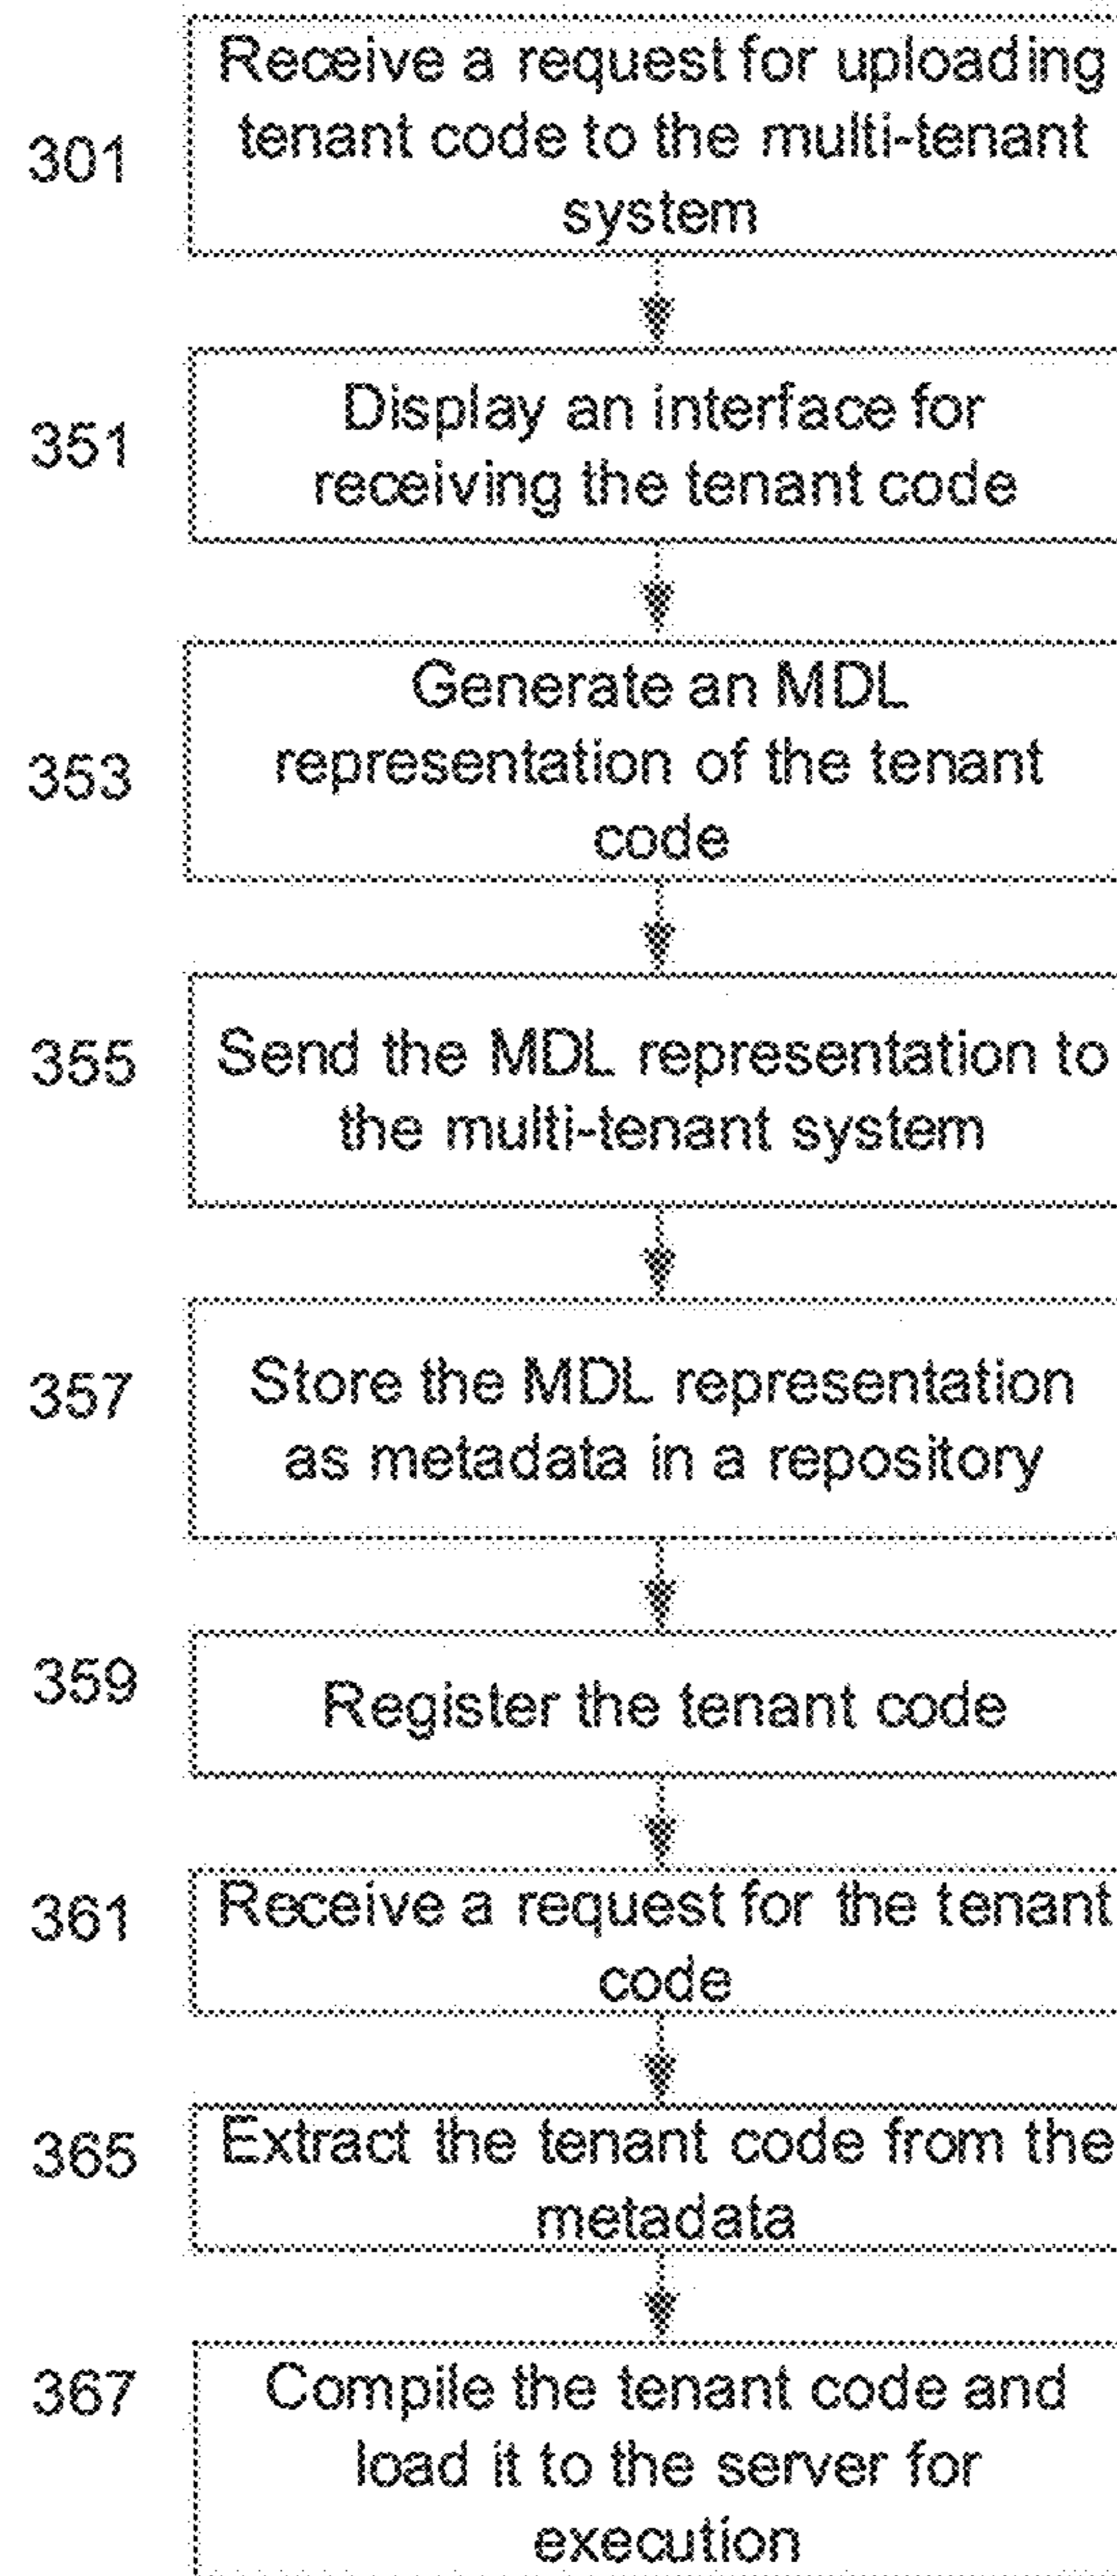 Receive a request for uploading
tenant code to the multi-tenant
301
system
Display an interface for
351
receiving the tenant code
Generate an MDL
353
representation of the tenant
code
355
Send the MDL representation to
the multi-tenant system
357
Store the MDL representation
as metadata in a repository
359
Register the tenant code
361
Receive a request for the tenant
code
365
Extract the tenant code from the
metadata
367
Compile the tenant code and
load it to the server for
execution